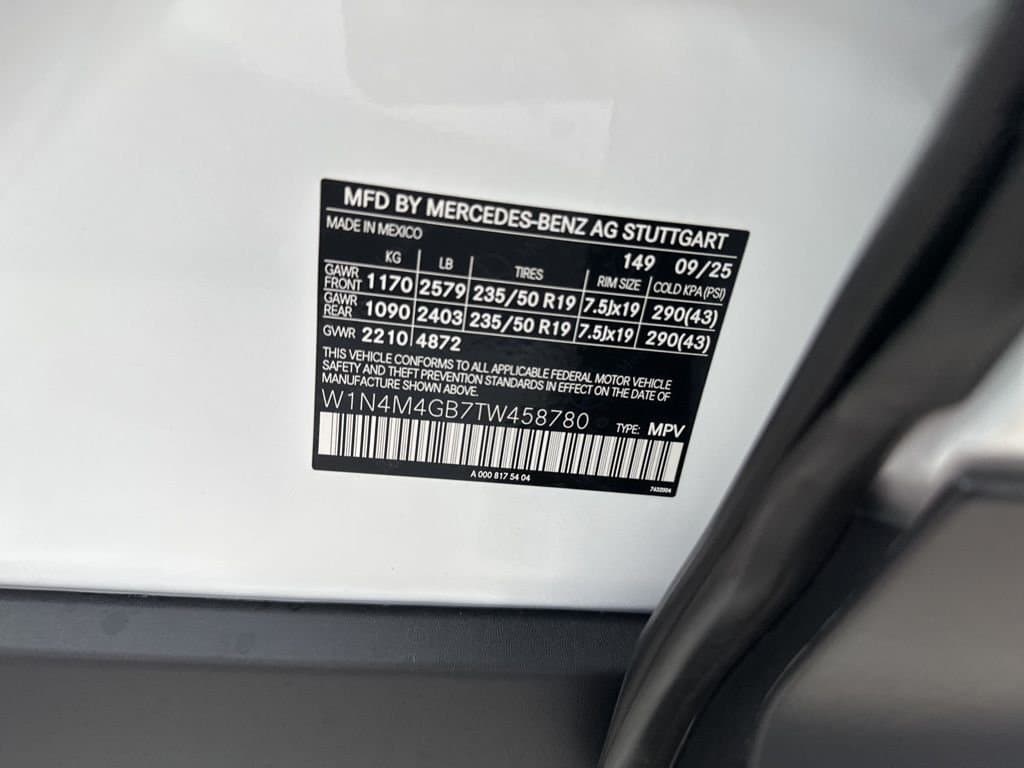 MFD BY MERCEDES-BENZ AG STUTTGART
MADE IN MEXICO 149 09/25
KG LB TIRES RIM SIZE COLD KPA (PSI)
GAWR FRONT 1170 2579 235/50 R19 7.5Jx19 290(43)
GAWR REAR 1090 2403 235/50 R19 7.5Jx19 290(43)
GVWR 2210 4872
THIS VEHICLE CONFORMS TO ALL APPLICABLE FEDERAL MOTOR VEHICLE
SAFETY AND THEFT PREVENTION STANDARDS IN EFFECT ON THE DATE OF
MANUFACTURE SHOWN ABOVE.
W1N4M4GB7TW458780 TYPE: MPV
A 000 817 54 04